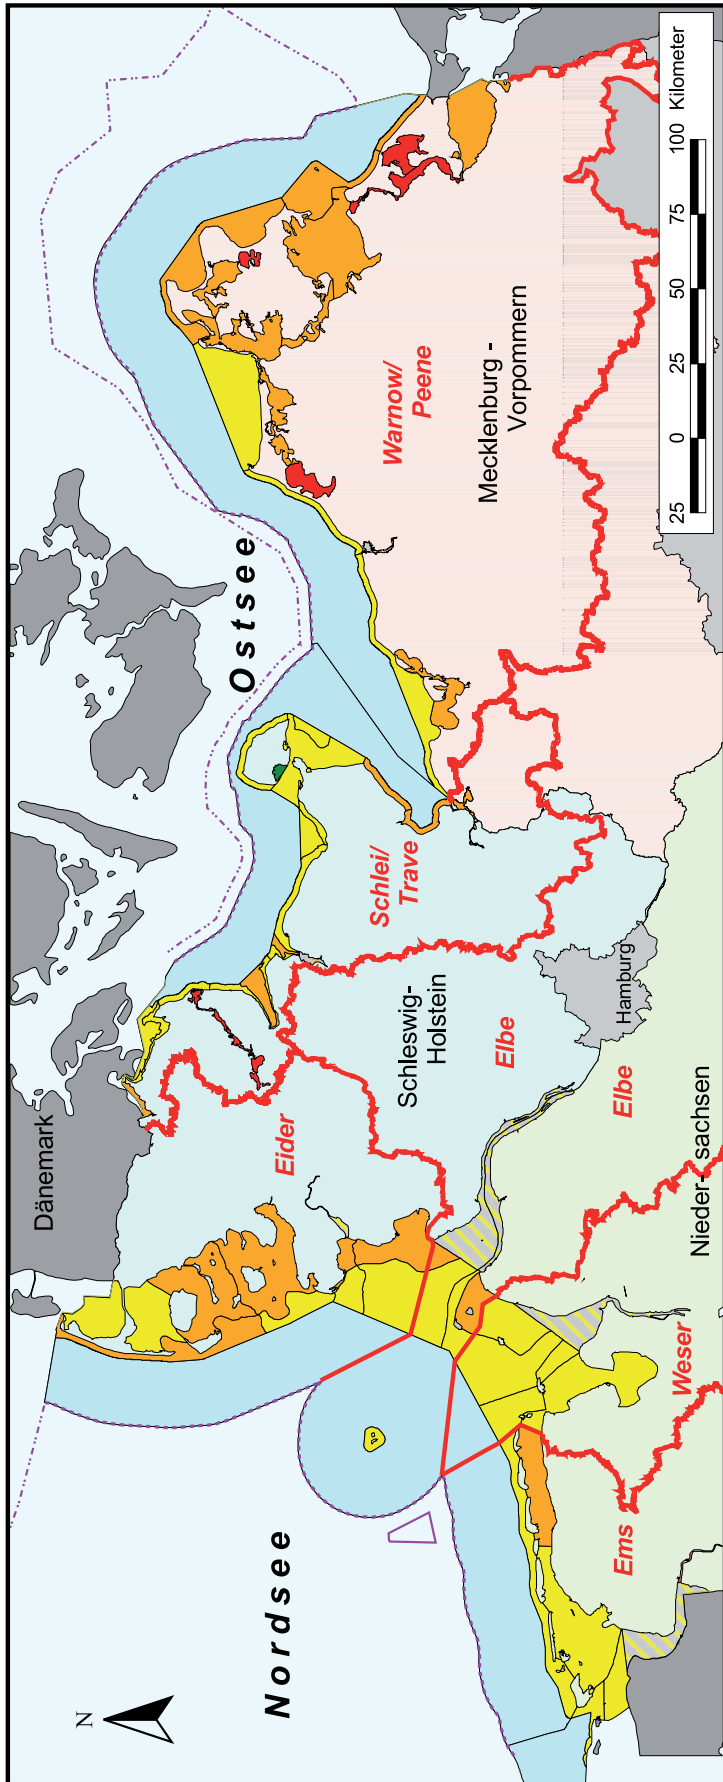 N
Nordsee
Ostsee
Dänemark
Eider
Schlei/
Trave
Warnow/
Peene
Schleswig-
Holstein
Mecklenburg -
Vorpommern
Elbe
Hamburg
Elbe
Ems
Weser
Nieder- sachsen
25 0 25 50 75 100 Kilometer